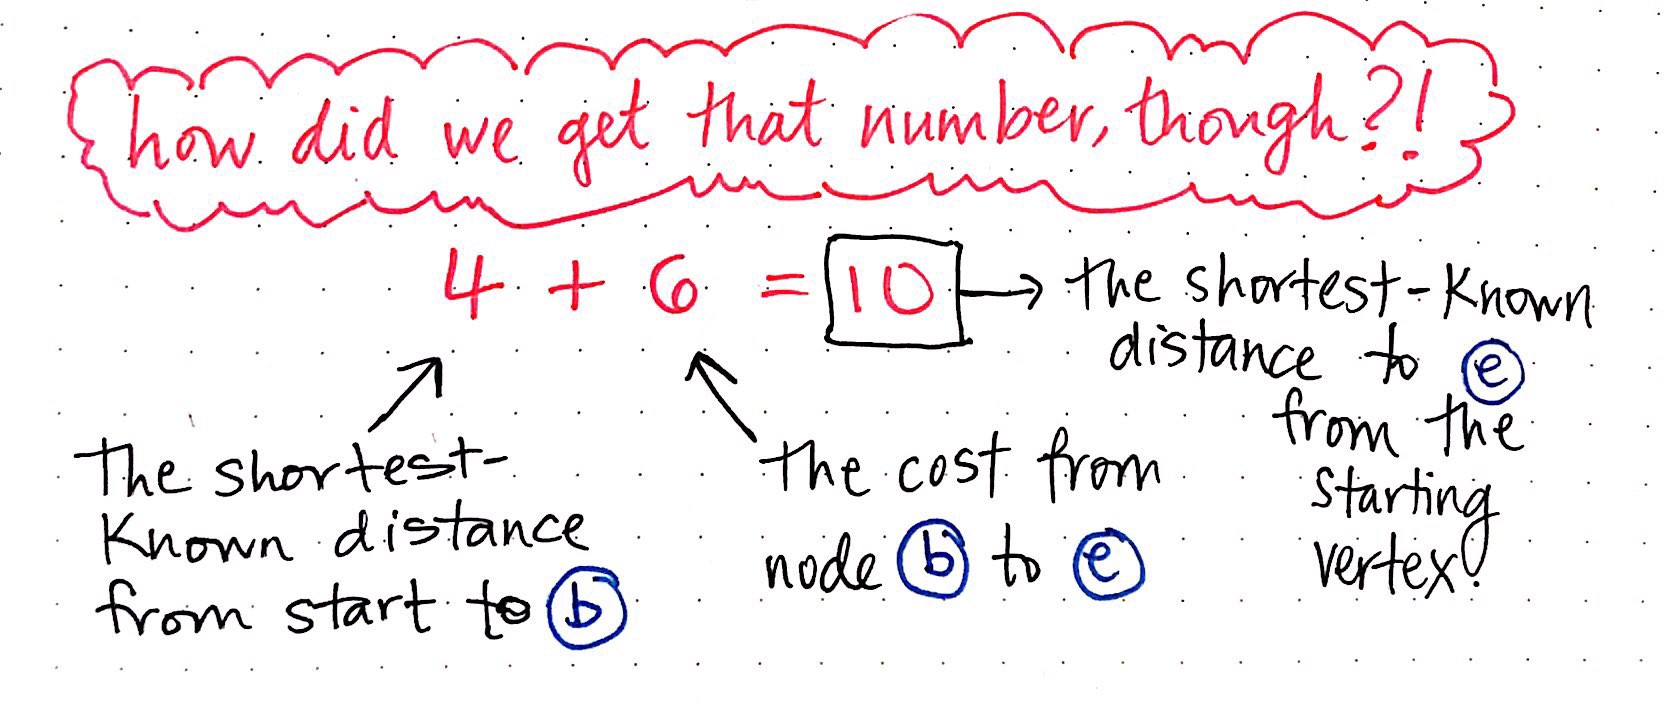 how did we get that number, though?!
4 + 6 = 10
the shortest-known
distance to e
from the
starting
vertex!
the shortest-
known distance
from start to b
the cost from
node b to e